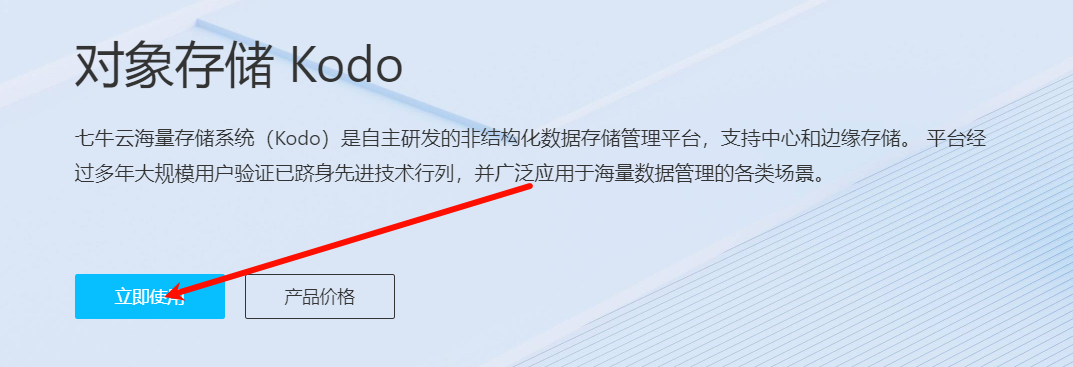 对象存储 Kodo
七牛云海量存储系统（Kodo）是自主研发的非结构化数据存储管理平台，支持中心和边缘存储。 平台经
过多年大规模用户验证已跻身先进技术行列，并广泛应用于海量数据管理的各类场景。
立即使用 产品价格